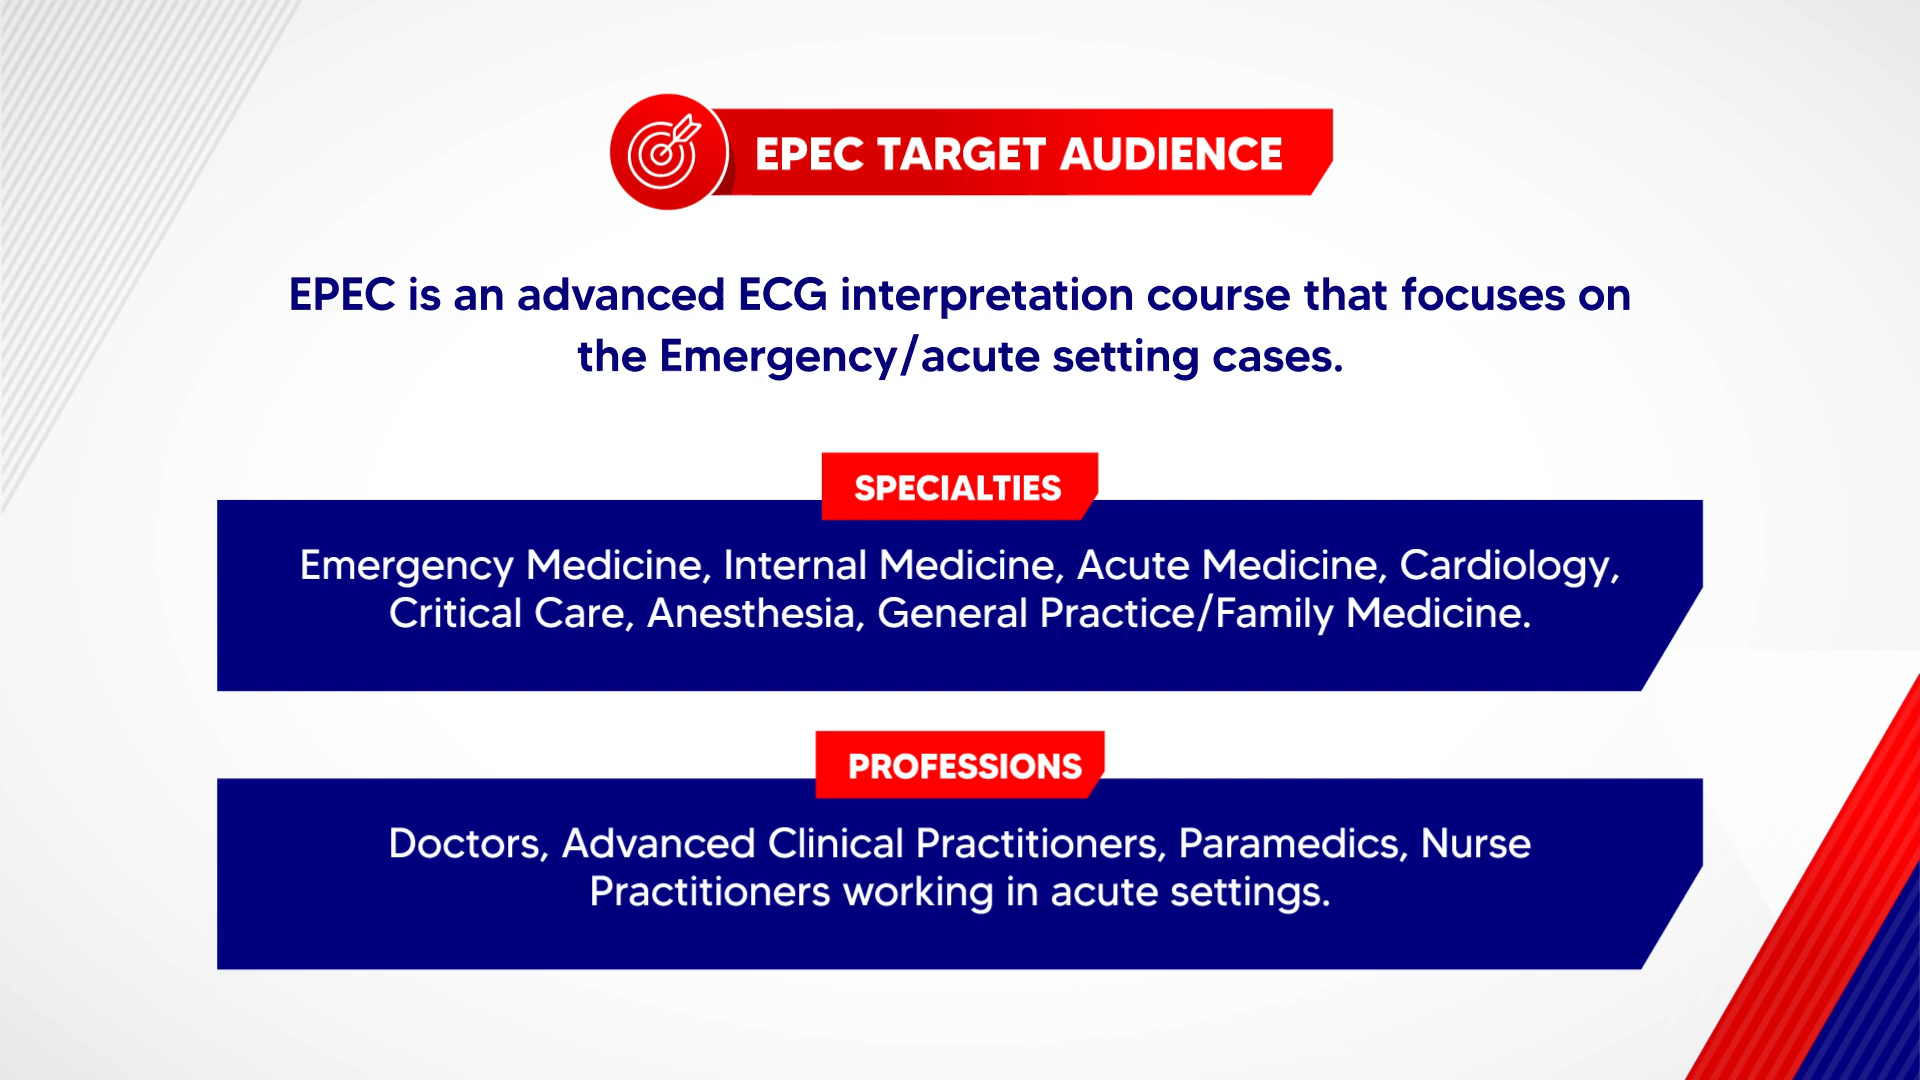 EPEC TARGET AUDIENCE
EPEC is an advanced ECG interpretation course that focuses on
the Emergency/acute setting cases.
SPECIALTIES
Emergency Medicine, Internal Medicine, Acute Medicine, Cardiology,
Critical Care, Anesthesia, General Practice/Family Medicine.
PROFESSIONS
Doctors, Advanced Clinical Practitioners, Paramedics, Nurse
Practitioners working in acute settings.